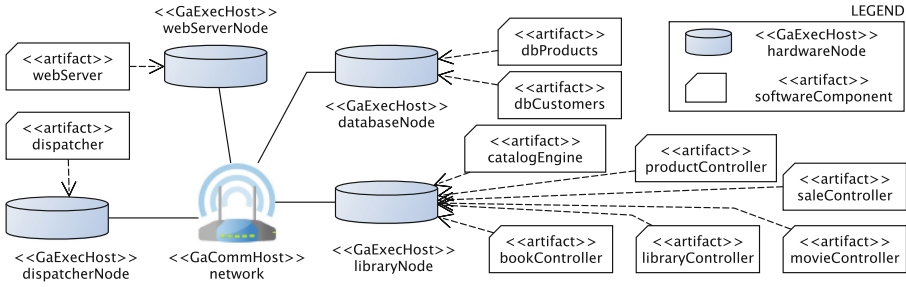 <<GaExecHost>>
webServerNode
<<artifact>>
webServer
<<artifact>>
dbProducts
<<GaExecHost>>
databaseNode
<<artifact>>
dbCustomers
LEGEND
<<GaExecHost>>
hardwareNode
<<artifact>>
softwareComponent
<<artifact>>
dispatcher
<<artifact>>
catalogEngine
<<artifact>>
productController
<<artifact>>
saleController
<<GaExecHost>>
dispatcherNode
<<GaCommHost>>
network
<<GaExecHost>>
libraryNode
<<artifact>>
bookController
<<artifact>>
libraryController
<<artifact>>
movieController